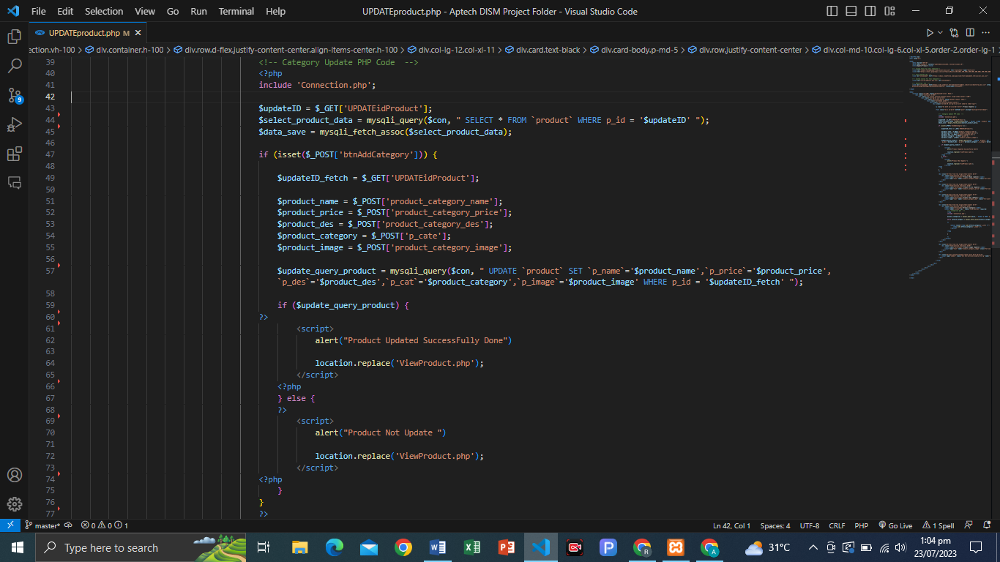 File Edit Selection View Go Run Terminal Help
UPDATEproduct.php - Aptech DISM Project Folder - Visual Studio Code
UPDATEproduct.php M
ection.vh-100 > div.container.h-100 > div.row.d-flex.justify-content-center.align-items-center.h-100 > div.col-lg-12.col-xl-11 > div.card.text-black > div.card-body.p-md-5 > div.row.justify-content-center > div.col-md-10.col-lg-6.col-xl-5.order-2.order-lg-1
39 <!-- Category Update PHP Code  -->
40 <?php
41 include 'Connection.php';
42
43 $updateID = $_GET['UPDATEidProduct'];
44 $select_product_data = mysqli_query($con, " SELECT * FROM `product` WHERE p_id = '$updateID' ");
45 $data_save = mysqli_fetch_assoc($select_product_data);
46
47 if (isset($_POST['btnAddCategory'])) {
48
49 $updateID_fetch = $_GET['UPDATEidProduct'];
50
51 $product_name = $_POST['product_category_name'];
52 $product_price = $_POST['product_category_price'];
53 $product_des = $_POST['product_category_des'];
54 $product_category = $_POST['p_cate'];
55 $product_image = $_POST['product_category_image'];
56
57 $update_query_product = mysqli_query($con, " UPDATE `product` SET `p_name`='$product_name',`p_price`='$product_price',
`p_des`='$product_des',`p_cat`='$product_category',`p_image`='$product_image' WHERE p_id = '$updateID_fetch' ");
58
59 if ($update_query_product) {
60 ?>
61 <script>
62 alert("Product Updated SuccessFully Done")
63
64 location.replace('ViewProduct.php');
65 </script>
66 <?php
67 } else {
68 ?>
69 <script>
70 alert("Product Not Update ")
71
72 location.replace('ViewProduct.php');
73 </script>
74 <?php
75 }
76 }
77 ?>
9
master* 0 0 1
Ln 42, Col 1 Spaces: 4 UTF-8 CRLF PHP Go Live 1 Spell
Type here to search
31°C
1:04 pm
23/07/2023